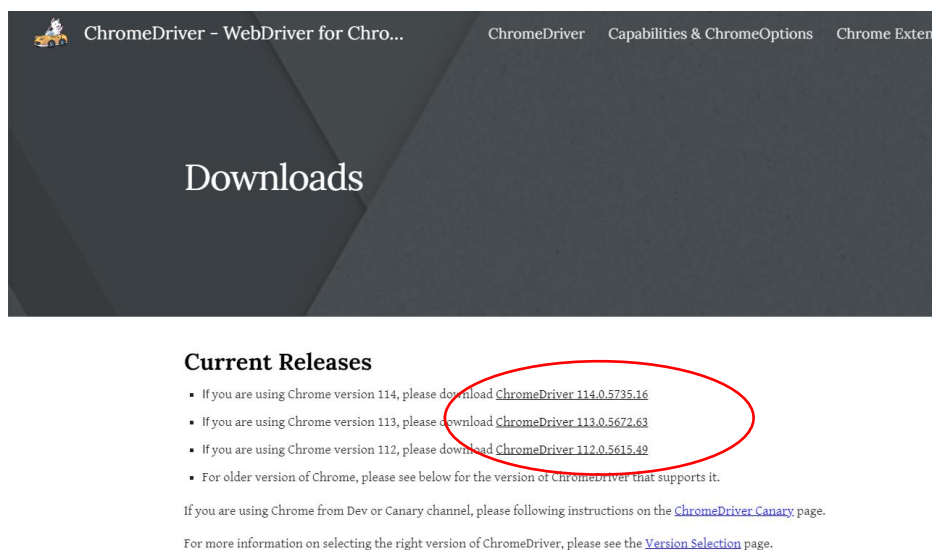 ChromeDriver - WebDriver for Chro...
ChromeDriver Capabilities & ChromeOptions Chrome Exten
Downloads
Current Releases
If you are using Chrome version 114, please download ChromeDriver 114.0.5735.16
If you are using Chrome version 113, please download ChromeDriver 113.0.5672.63
If you are using Chrome version 112, please download ChromeDriver 112.0.5615.49
For older version of Chrome, please see below for the version of ChromeDriver that supports it.
If you are using Chrome from Dev or Canary channel, please following instructions on the ChromeDriver Canary page.
For more information on selecting the right version of ChromeDriver, please see the Version Selection page.